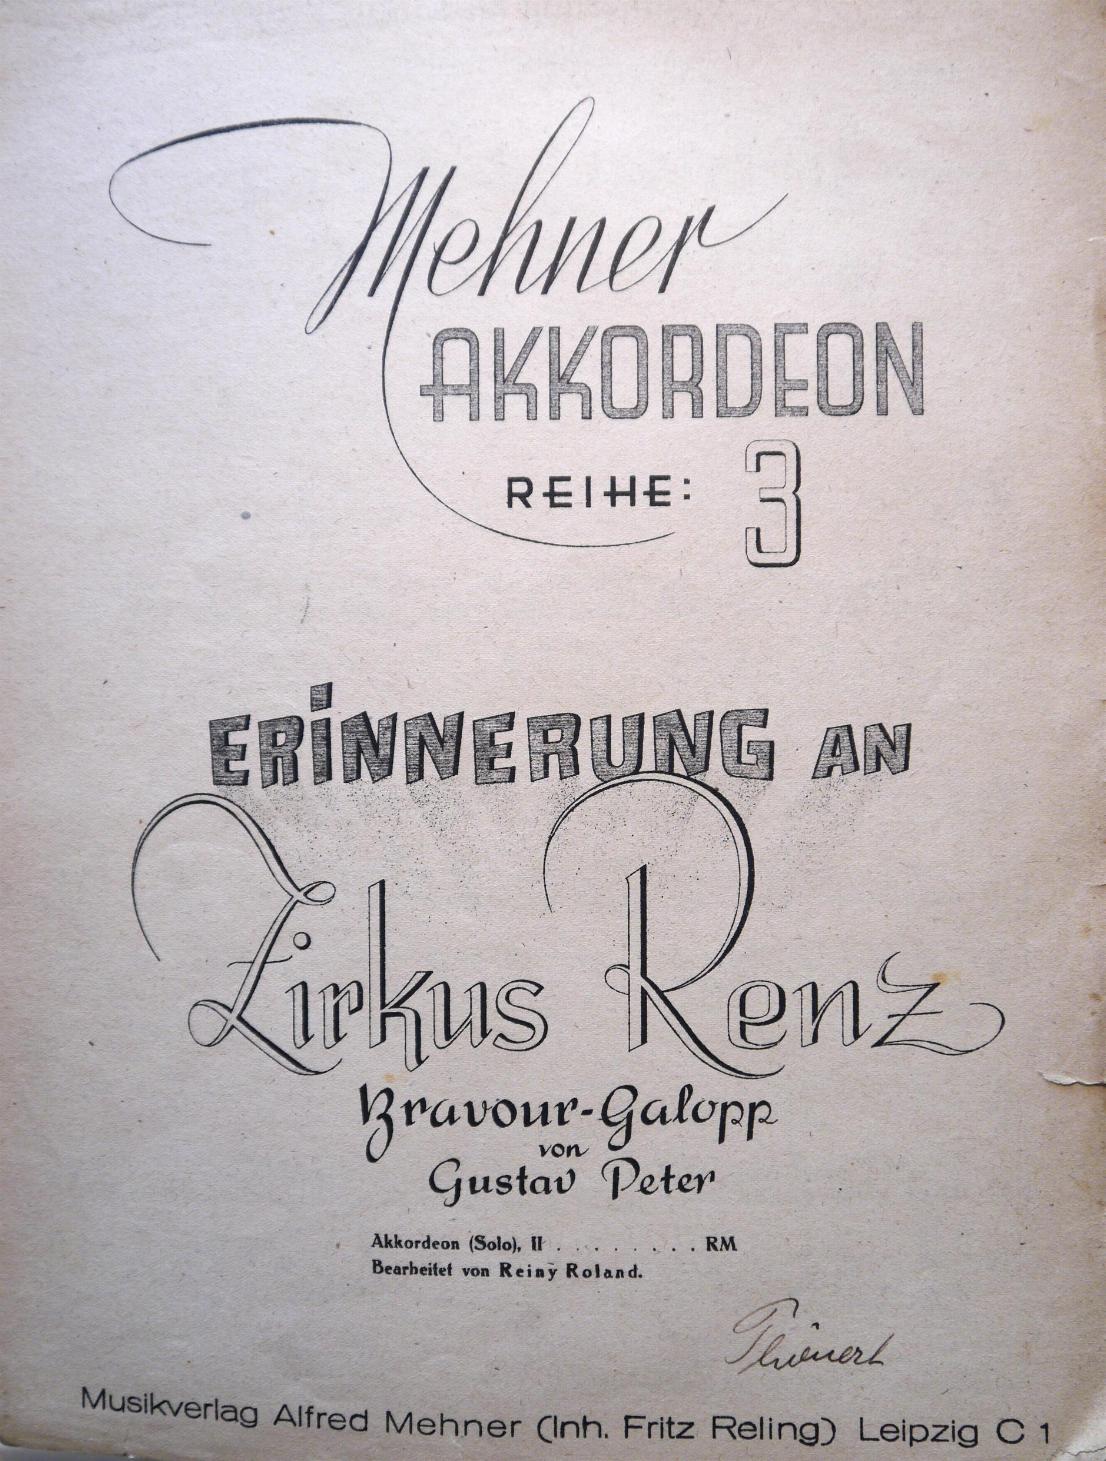 Mehner
AKKORDEON
REIHE: 3
ERINNERUNG AN
Zirkus Renz
Bravour-Galopp
von
Gustav Peter
Akkordeon (Solo), II . . . . . . . . . RM
Bearbeitet von Reiny Roland.
Musikverlag Alfred Mehner (Inh. Fritz Reling) Leipzig C 1